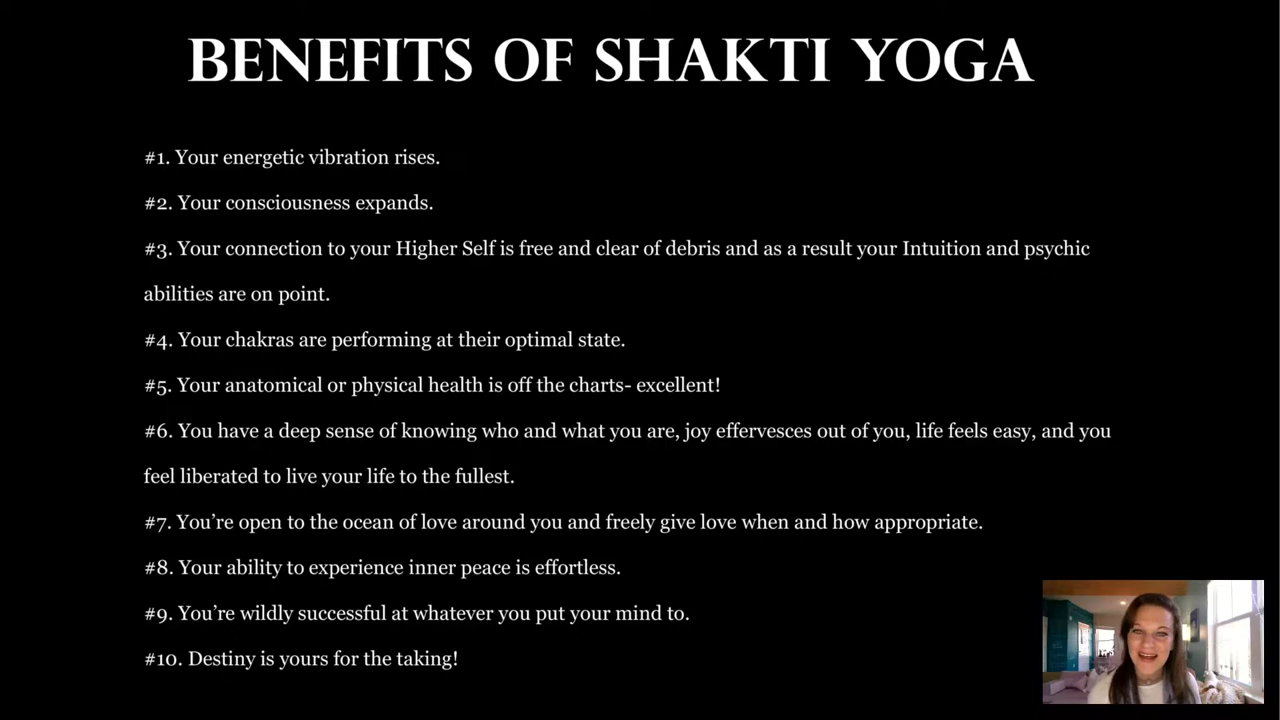 BENEFITS OF SHAKTI YOGA
#1. Your energetic vibration rises.
#2. Your consciousness expands.
#3. Your connection to your Higher Self is free and clear of debris and as a result your Intuition and psychic
abilities are on point.
#4. Your chakras are performing at their optimal state.
#5. Your anatomical or physical health is off the charts- excellent!
#6. You have a deep sense of knowing who and what you are, joy effervesces out of you, life feels easy, and you
feel liberated to live your life to the fullest.
#7. You’re open to the ocean of love around you and freely give love when and how appropriate.
#8. Your ability to experience inner peace is effortless.
#9. You’re wildly successful at whatever you put your mind to.
#10. Destiny is yours for the taking!